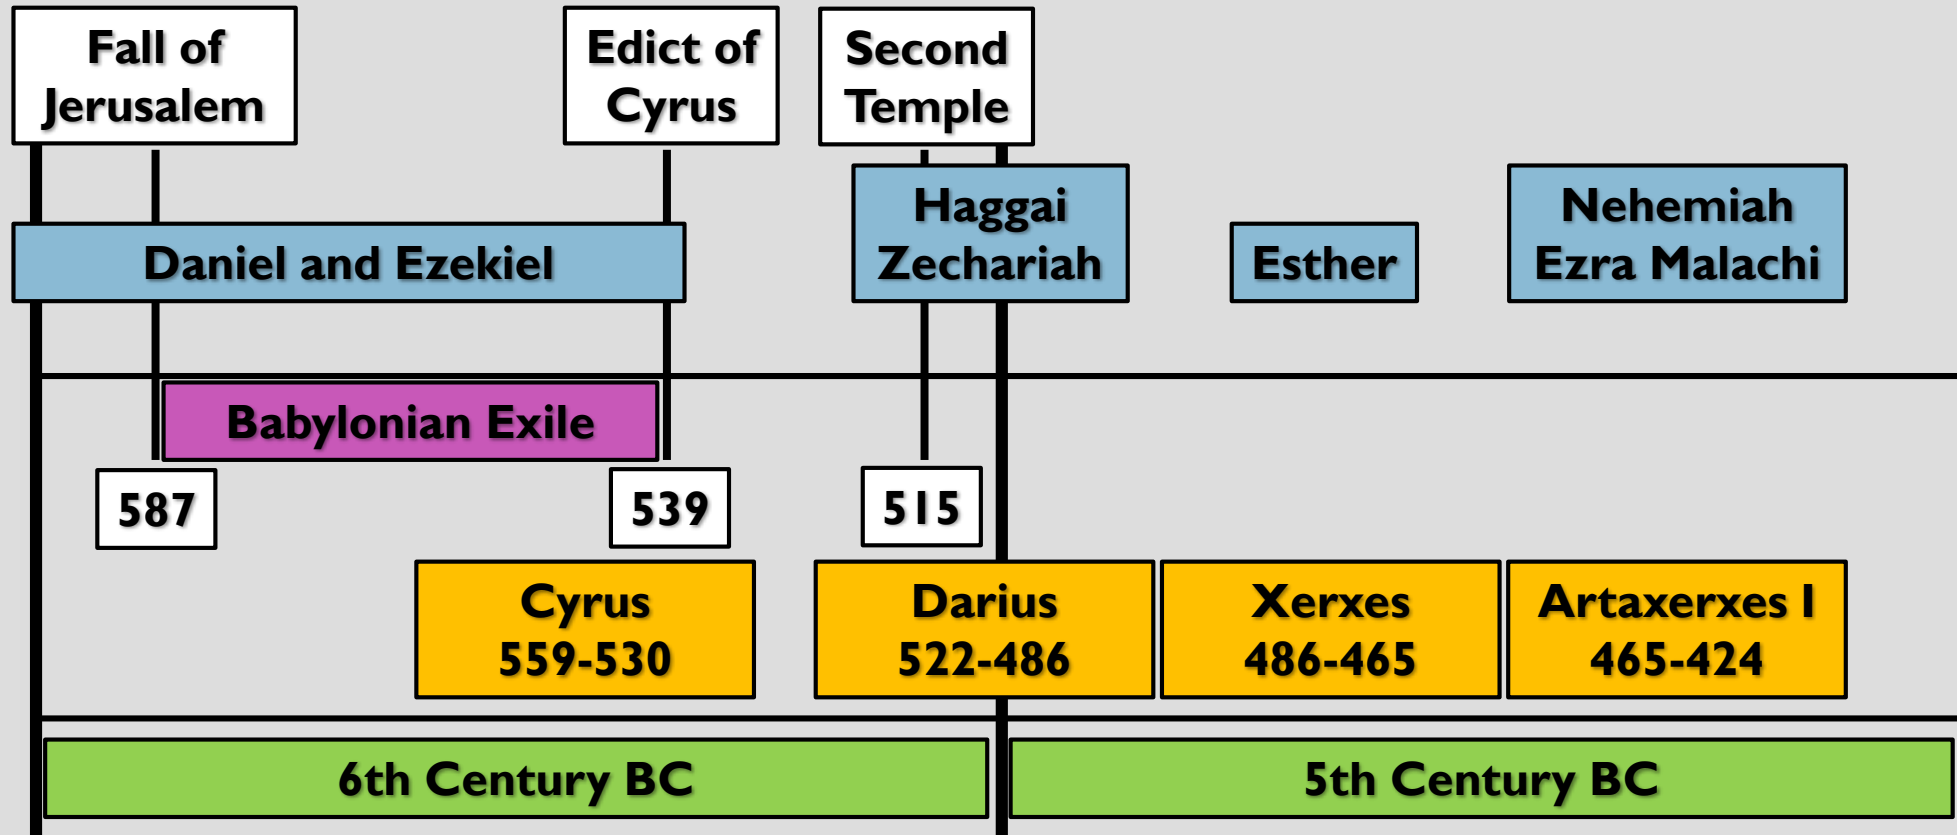 Fall of
Jerusalem
Edict of
Cyrus
Second
Temple
Daniel and Ezekiel
Haggai
Zechariah
Esther
Nehemiah
Ezra Malachi
Babylonian Exile
587
539
515
Cyrus
559-530
Darius
522-486
Xerxes
486-465
Artaxerxes I
465-424
6th Century BC
5th Century BC